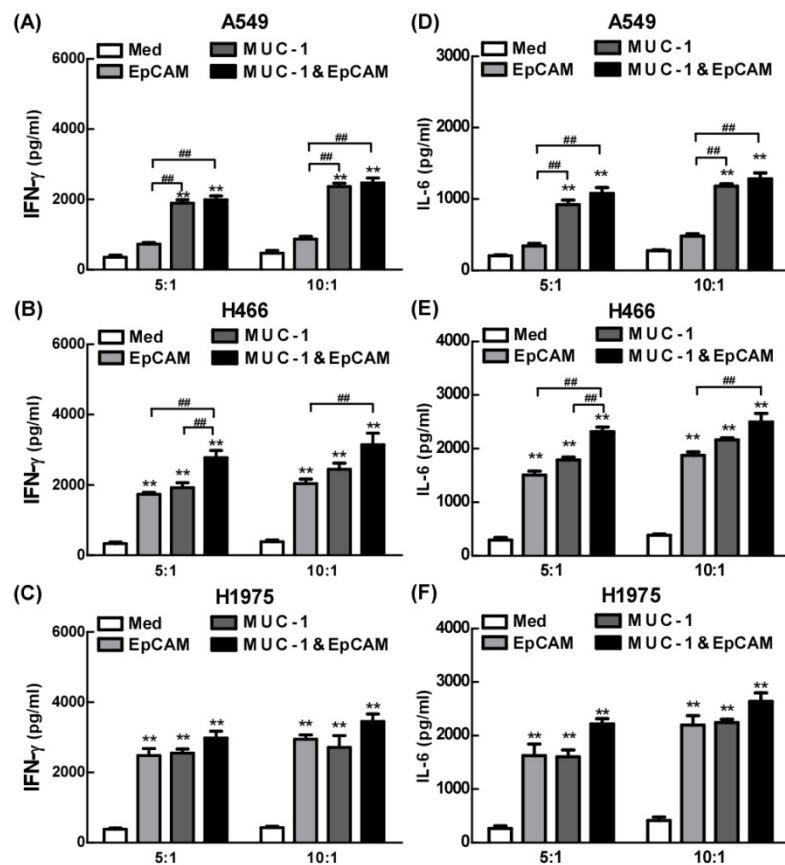 (A)
A549
Med
MUC-1
EpCAM
MUC-1 & EpCAM
IFN-γ (pg/ml)
6000
4000
2000
0
##
##
**
**
##
##
**
**
5:1
10:1
(D)
A549
Med
MUC-1
EpCAM
MUC-1 & EpCAM
IL-6 (pg/ml)
3000
2000
1000
0
##
##
**
**
##
##
**
**
5:1
10:1
(B)
H466
Med
MUC-1
EpCAM
MUC-1 & EpCAM
IFN-γ (pg/ml)
6000
4000
2000
0
##
##
**
**
**
##
**
**
**
5:1
10:1
(E)
H466
Med
MUC-1
EpCAM
MUC-1 & EpCAM
IL-6 (pg/ml)
4000
3000
2000
1000
0
##
##
**
**
**
##
**
**
**
5:1
10:1
(C)
H1975
Med
MUC-1
EpCAM
MUC-1 & EpCAM
IFN-γ (pg/ml)
6000
4000
2000
0
**
**
**
**
**
**
5:1
10:1
(F)
H1975
Med
MUC-1
EpCAM
MUC-1 & EpCAM
IL-6 (pg/ml)
4000
3000
2000
1000
0
**
**
**
**
**
**
5:1
10:1